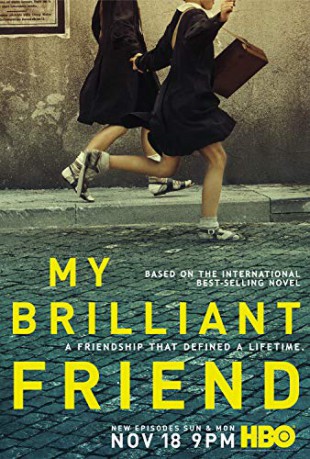 MY
BASED ON THE INTERNATIONAL
BEST-SELLING NOVEL
BRILLIANT
A FRIENDSHIP THAT DEFINED A LIFETIME.
FRIEND
NEW EPISODES SUN & MON
NOV 18 9PM HBO